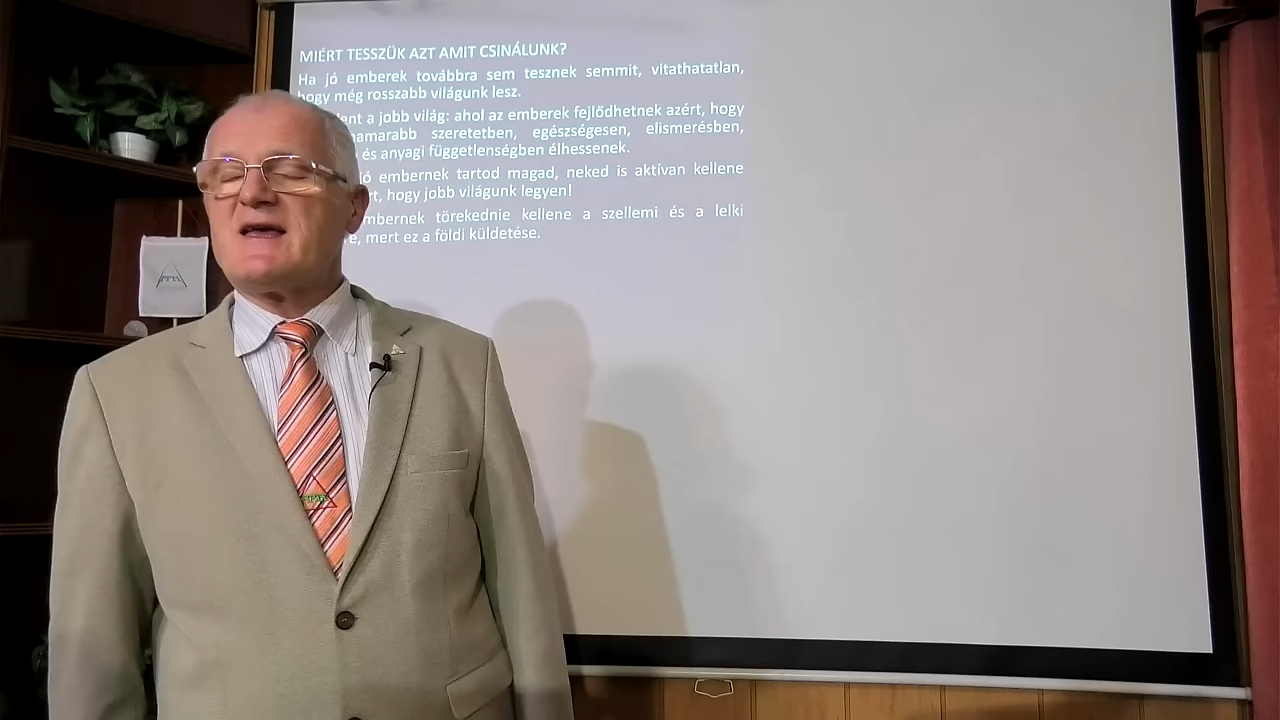 MIÉRT TESSZÜK AZT AMIT CSINÁLUNK?
Ha jó emberek továbbra sem tesznek semmit, vitathatatlan,
hogy még rosszabb világunk lesz.
a jobb világ: ahol az emberek fejlődhetnek azért, hogy
hamarabb szeretetben, egészségesen, elismerésben,
és anyagi függetlenségben élhessenek.
jó embernek tartod magad, neked is aktívan kellene
hogy jobb világunk legyen!
törekednie kellene a szellemi és a lelki
mert ez a földi küldetése.